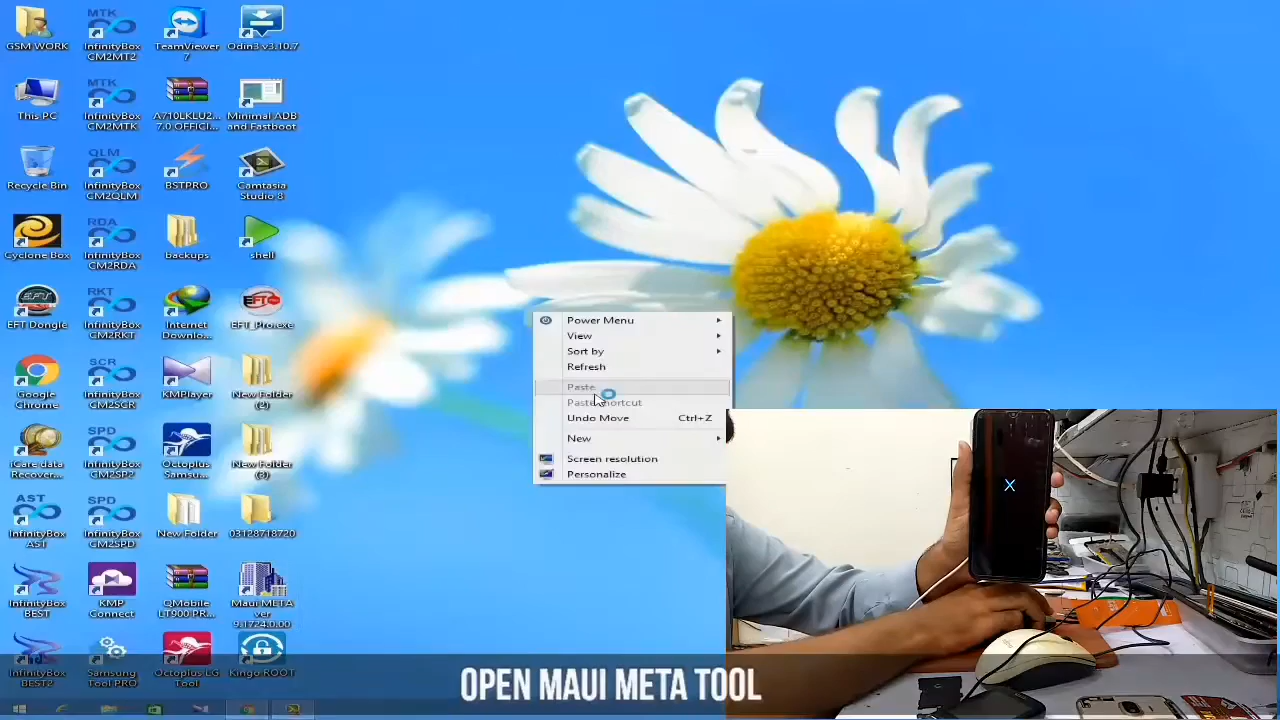 GSM WORK
MTK
InfinityBox
CM2MT2
TeamViewer
7
Odin3 v3.10.7
This PC
MTK
InfinityBox
CM2MTK
A710LKLU2...
7.0 OFFICI...
Minimal ADB
and Fastboot
Recycle Bin
QLM
InfinityBox
CM2QLM
BSTPRO
Camtasia
Studio 8
Cyclone Box
RDA
InfinityBox
CM2RDA
backups
shell
EFT
EFT Dongle
RKT
InfinityBox
CM2RKT
Internet
Downlo...
EFT
EFT_Pro.exe
Google
Chrome
SCR
InfinityBox
CM2SCR
KMPlayer
New Folder
(2)
iCare data
Recover...
SPD
InfinityBox
CM2SP2
Octoplus
Samsu...
New Folder
(3)
AST
InfinityBox
AST
SPD
InfinityBox
CM2SPD
New Folder
03128718720
InfinityBox
BEST
KMP
Connect
QMobile
LT900 PR...
Maui META
ver
9.1724.0.00
InfinityBox
BEST2
Samsung
Tool PRO
Octoplus LG
Tool
Kingo ROOT
Power Menu
View
Sort by
Refresh
Paste
Paste shortcut
Undo Move Ctrl+Z
New
Screen resolution
Personalize
X
OPEN MAUI META TOOL